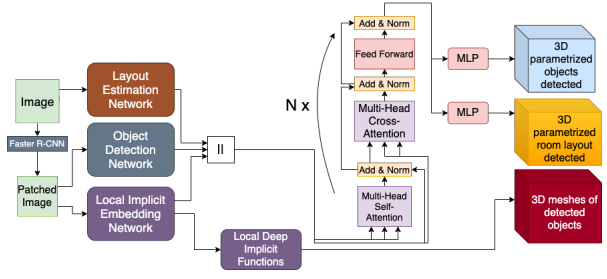 Image
Faster R-CNN
Patched
Image
Layout
Estimation
Network
Object
Detection
Network
Local Implicit
Embedding
Network
||
Local Deep
Implicit
Functions
N x
Add & Norm
Feed Forward
Add & Norm
Multi-Head
Cross-
Attention
Add & Norm
Multi-Head
Self-
Attention
MLP
MLP
3D
parametrized
objects
detected
3D
parametrized
room layout
detected
3D meshes of
detected
objects